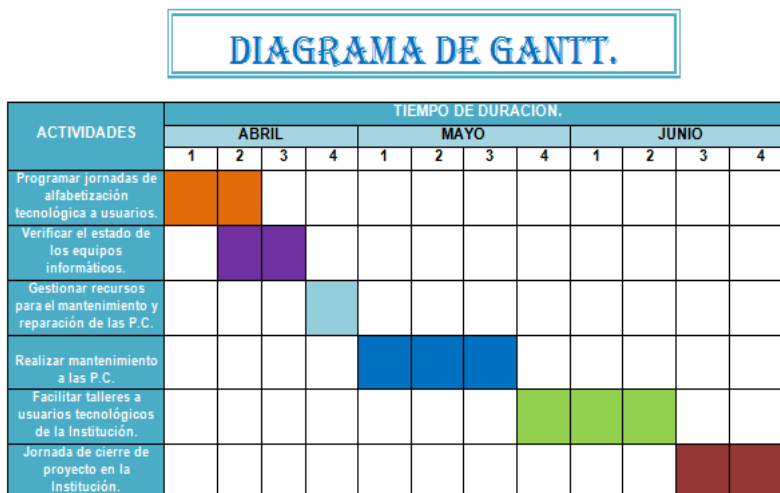 DIAGRAMA DE GANTT.
ACTIVIDADES
TIEMPO DE DURACION.
ABRIL MAYO JUNIO
1 2 3 4 1 2 3 4 1 2 3 4
Programar jornadas de
alfabetización
tecnológica a usuarios.
Verificar el estado de
los equipos
informáticos.
Gestionar recursos
para el mantenimiento y
reparación de las P.C.
Realizar mantenimiento
a las P.C.
Facilitar talleres a
usuarios tecnológicos
de la Institución.
Jornada de cierre de
proyecto en la
Institución.